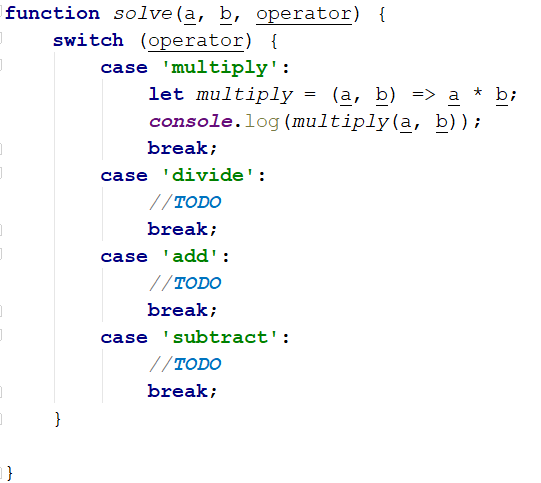 function solve(a, b, operator) {
    switch (operator) {
        case 'multiply':
            let multiply = (a, b) => a * b;
            console.log(multiply(a, b));
            break;
        case 'divide':
            //TODO
            break;
        case 'add':
            //TODO
            break;
        case 'subtract':
            //TODO
            break;
    }
}